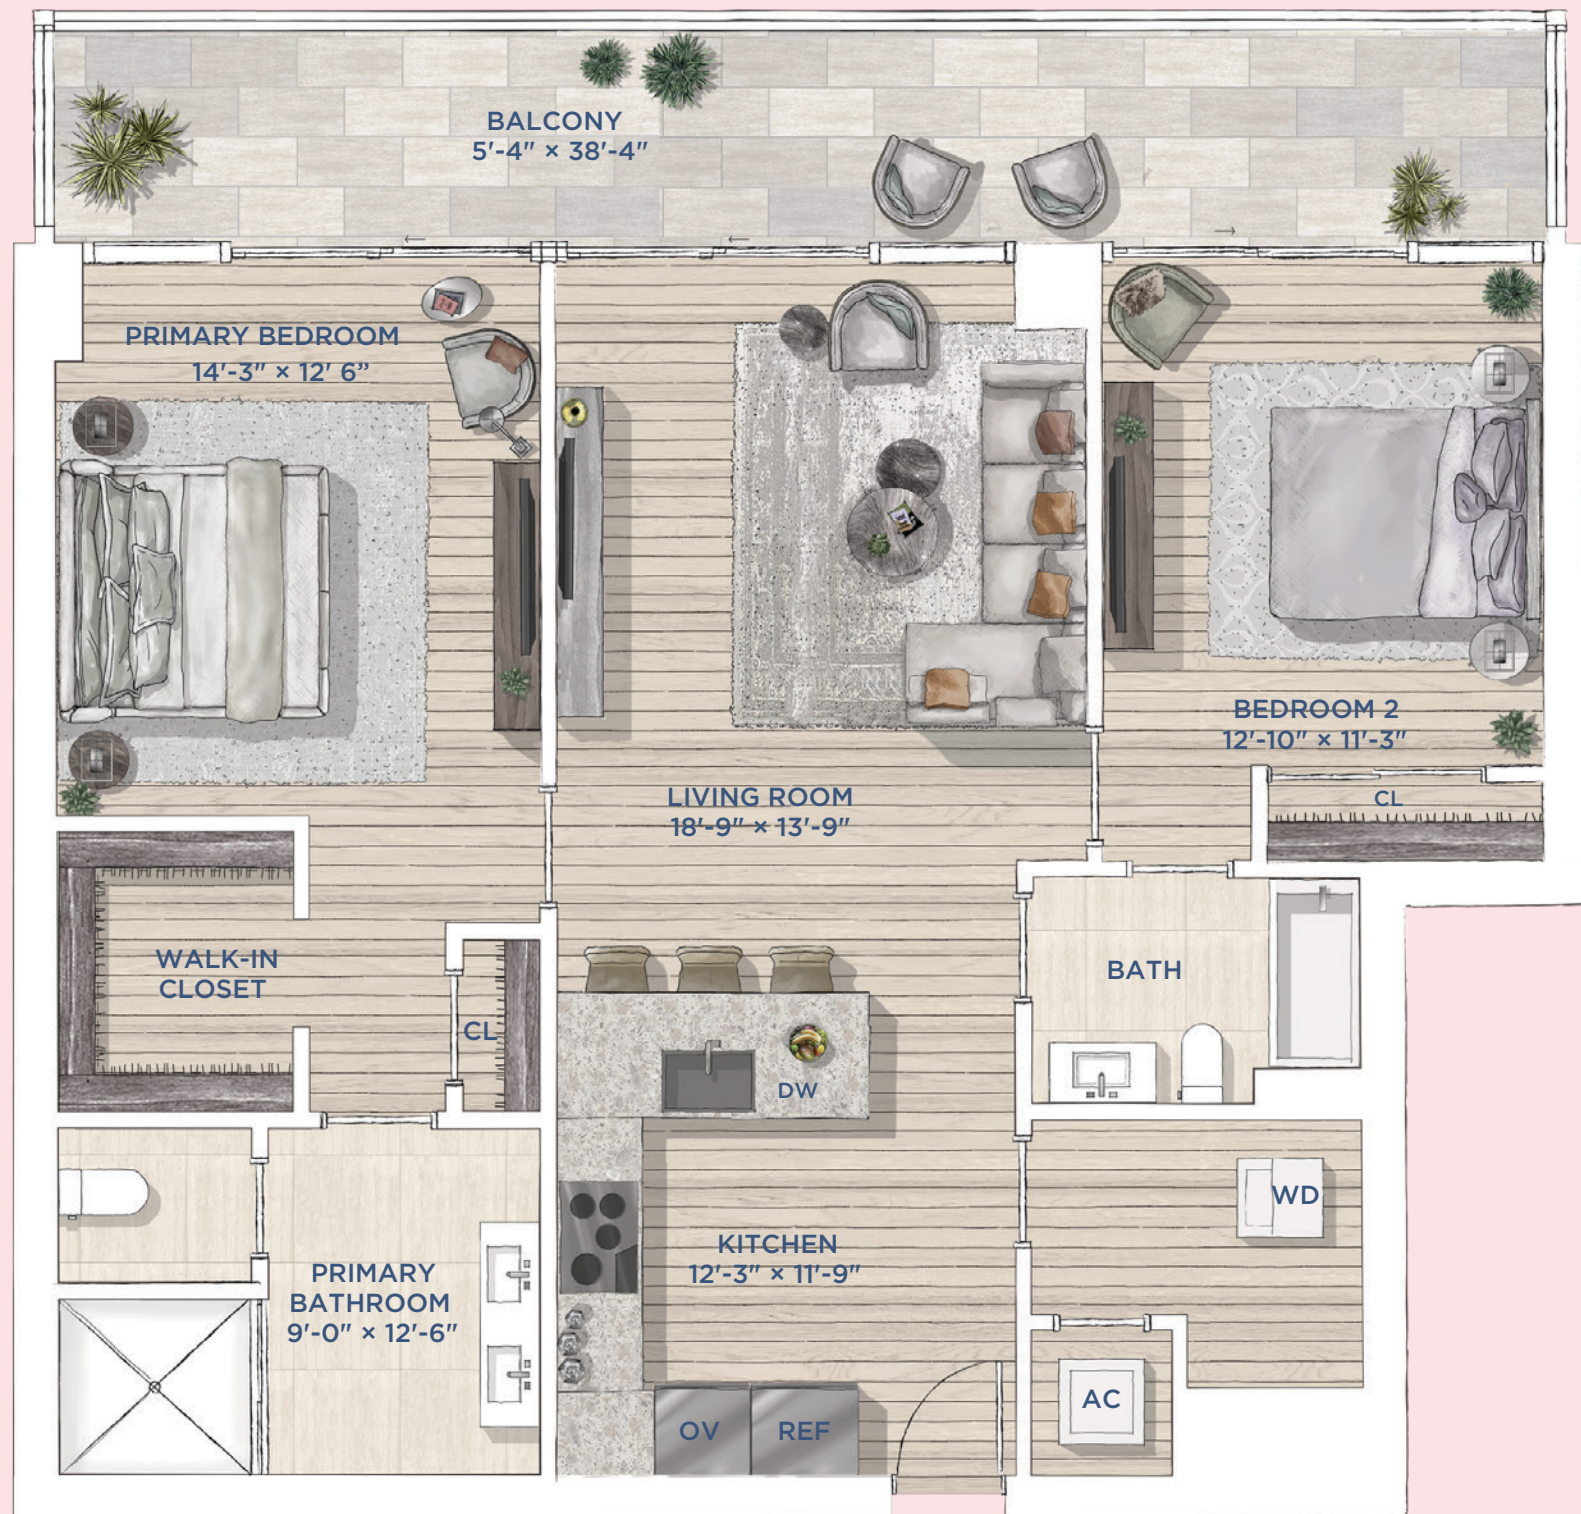 BALCONY
5'-4" × 38'-4"
PRIMARY BEDROOM
14'-3" × 12' 6”
BEDROOM 2
12'-10" × 11'-3"
LIVING ROOM
18'-9" × 13'-9"
CL
WALK-IN
CLOSET
CL
BATH
DW
WD
KITCHEN
12'-3" × 11'-9"
PRIMARY
BATHROOM
9'-0" × 12'-6"
AC
OV
REF